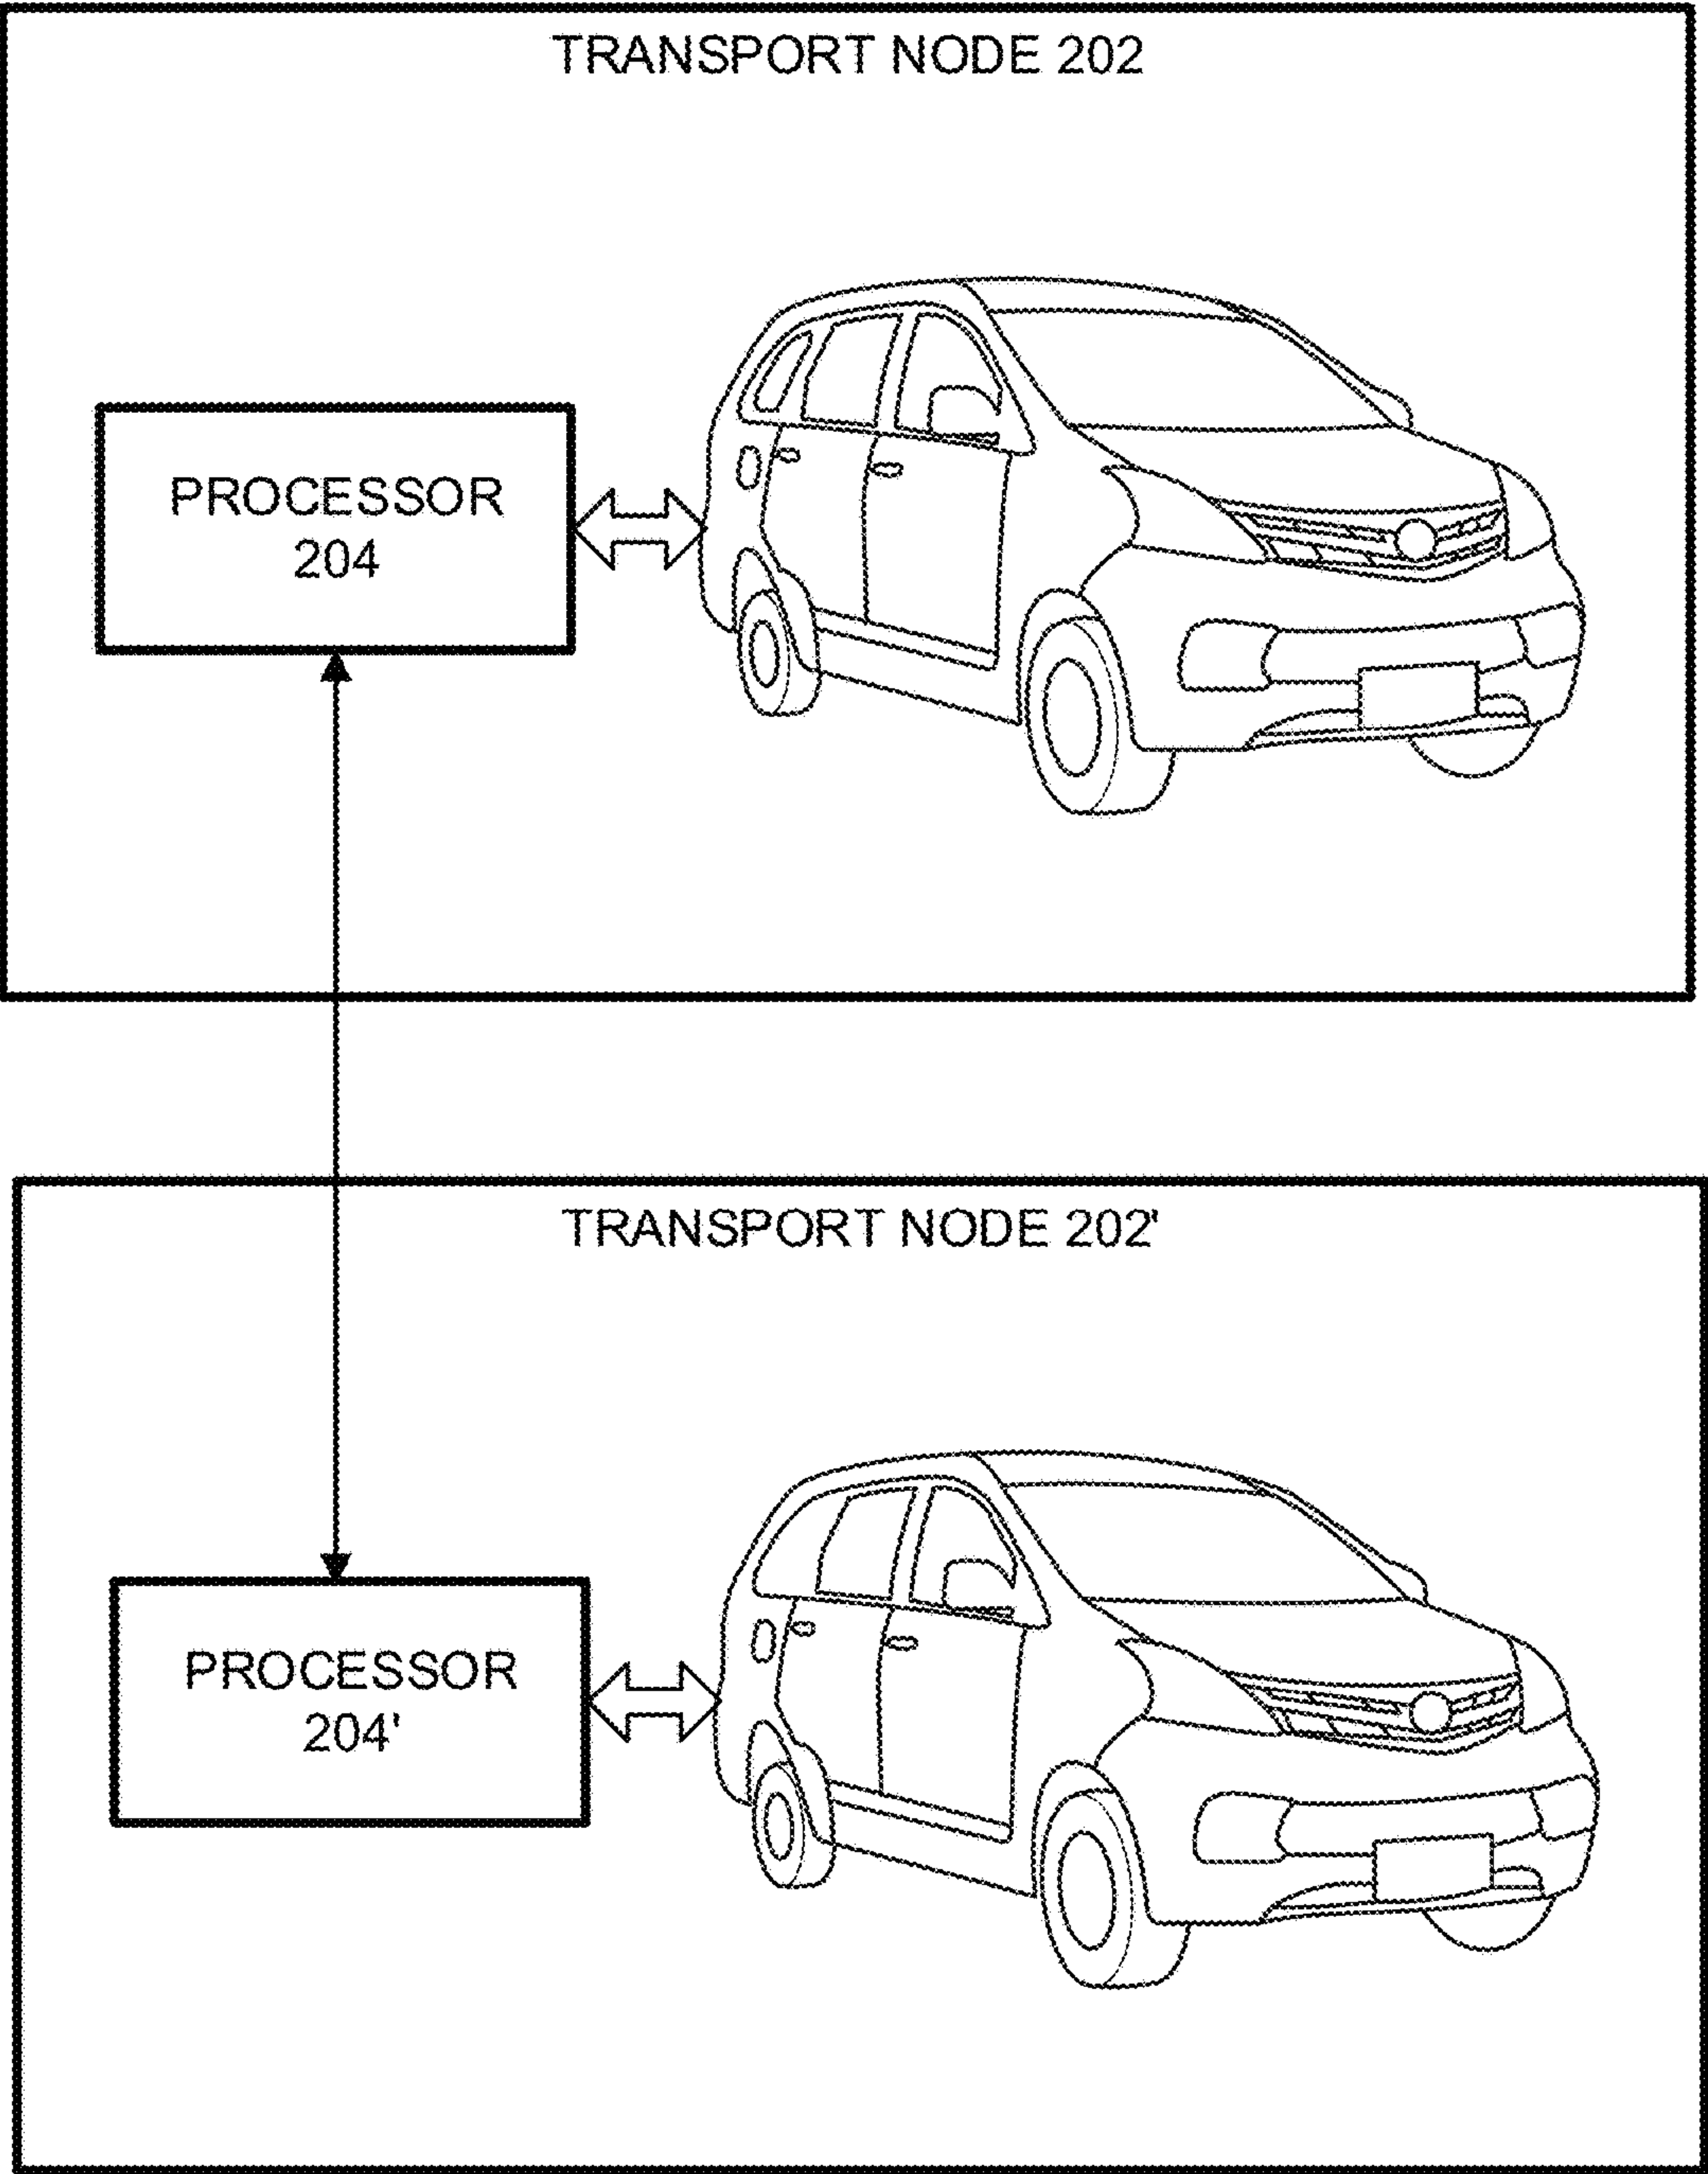 TRANSPORT NODE 202
PROCESSOR
204
TRANSPORT NODE 202'
PROCESSOR
204'